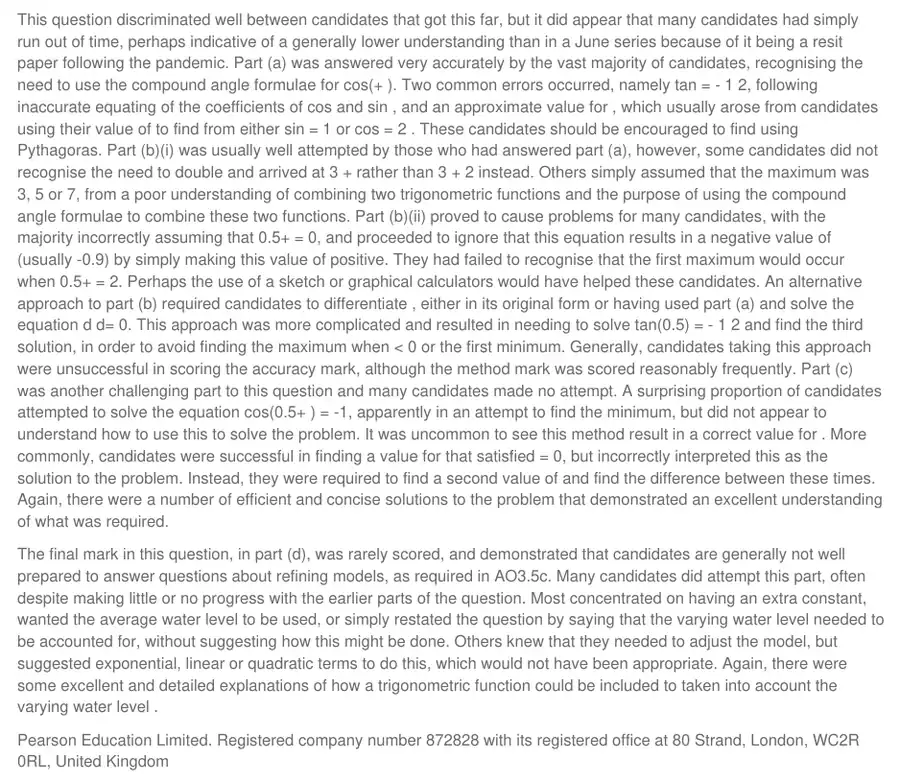 This question discriminated well between candidates that got this far, but it did appear that many candidates had simply
run out of time, perhaps indicative of a generally lower understanding than in a June series because of it being a resit
paper following the pandemic. Part (a) was answered very accurately by the vast majority of candidates, recognising the
need to use the compound angle formulae for cos(+ ). Two common errors occurred, namely tan = - 1 2, following
inaccurate equating of the coefficients of cos and sin , and an approximate value for , which usually arose from candidates
using their value of to find from either sin = 1 or cos = 2 . These candidates should be encouraged to find using
Pythagoras. Part (b)(i) was usually well attempted by those who had answered part (a), however, some candidates did not
recognise the need to double and arrived at 3 + rather than 3 + 2 instead. Others simply assumed that the maximum was
3, 5 or 7, from a poor understanding of combining two trigonometric functions and the purpose of using the compound
angle formulae to combine these two functions. Part (b)(ii) proved to cause problems for many candidates, with the
majority incorrectly assuming that 0.5+ = 0, and proceeded to ignore that this equation results in a negative value of
(usually -0.9) by simply making this value of positive. They had failed to recognise that the first maximum would occur
when 0.5+ = 2. Perhaps the use of a sketch or graphical calculators would have helped these candidates. An alternative
approach to part (b) required candidates to differentiate , either in its original form or having used part (a) and solve the
equation d d= 0. This approach was more complicated and resulted in needing to solve tan(0.5) = - 1 2 and find the third
solution, in order to avoid finding the maximum when < 0 or the first minimum. Generally, candidates taking this approach
were unsuccessful in scoring the accuracy mark, although the method mark was scored reasonably frequently. Part (c)
was another challenging part to this question and many candidates made no attempt. A surprising proportion of candidates
attempted to solve the equation cos(0.5+ ) = -1, apparently in an attempt to find the minimum, but did not appear to
understand how to use this to solve the problem. It was uncommon to see this method result in a correct value for . More
commonly, candidates were successful in finding a value for that satisfied = 0, but incorrectly interpreted this as the
solution to the problem. Instead, they were required to find a second value of and find the difference between these times.
Again, there were a number of efficient and concise solutions to the problem that demonstrated an excellent understanding
of what was required.
The final mark in this question, in part (d), was rarely scored, and demonstrated that candidates are generally not well
prepared to answer questions about refining models, as required in AO3.5c. Many candidates did attempt this part, often
despite making little or no progress with the earlier parts of the question. Most concentrated on having an extra constant,
wanted the average water level to be used, or simply restated the question by saying that the varying water level needed to
be accounted for, without suggesting how this might be done. Others knew that they needed to adjust the model, but
suggested exponential, linear or quadratic terms to do this, which would not have been appropriate. Again, there were
some excellent and detailed explanations of how a trigonometric function could be included to taken into account the
varying water level .
Pearson Education Limited. Registered company number 872828 with its registered office at 80 Strand, London, WC2R
0RL, United Kingdom